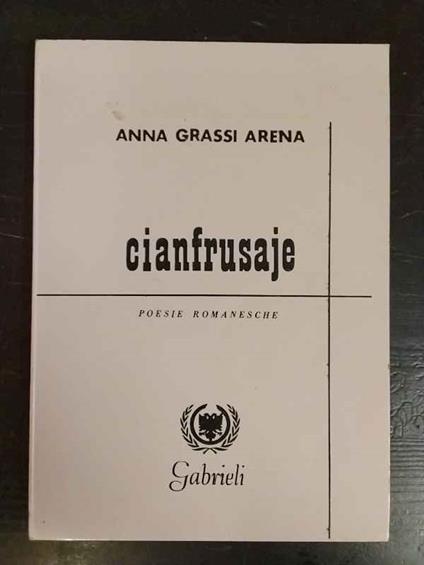 ANNA GRASSI ARENA
cianfrusaje
POESIE ROMANESCHE
Gabrieli